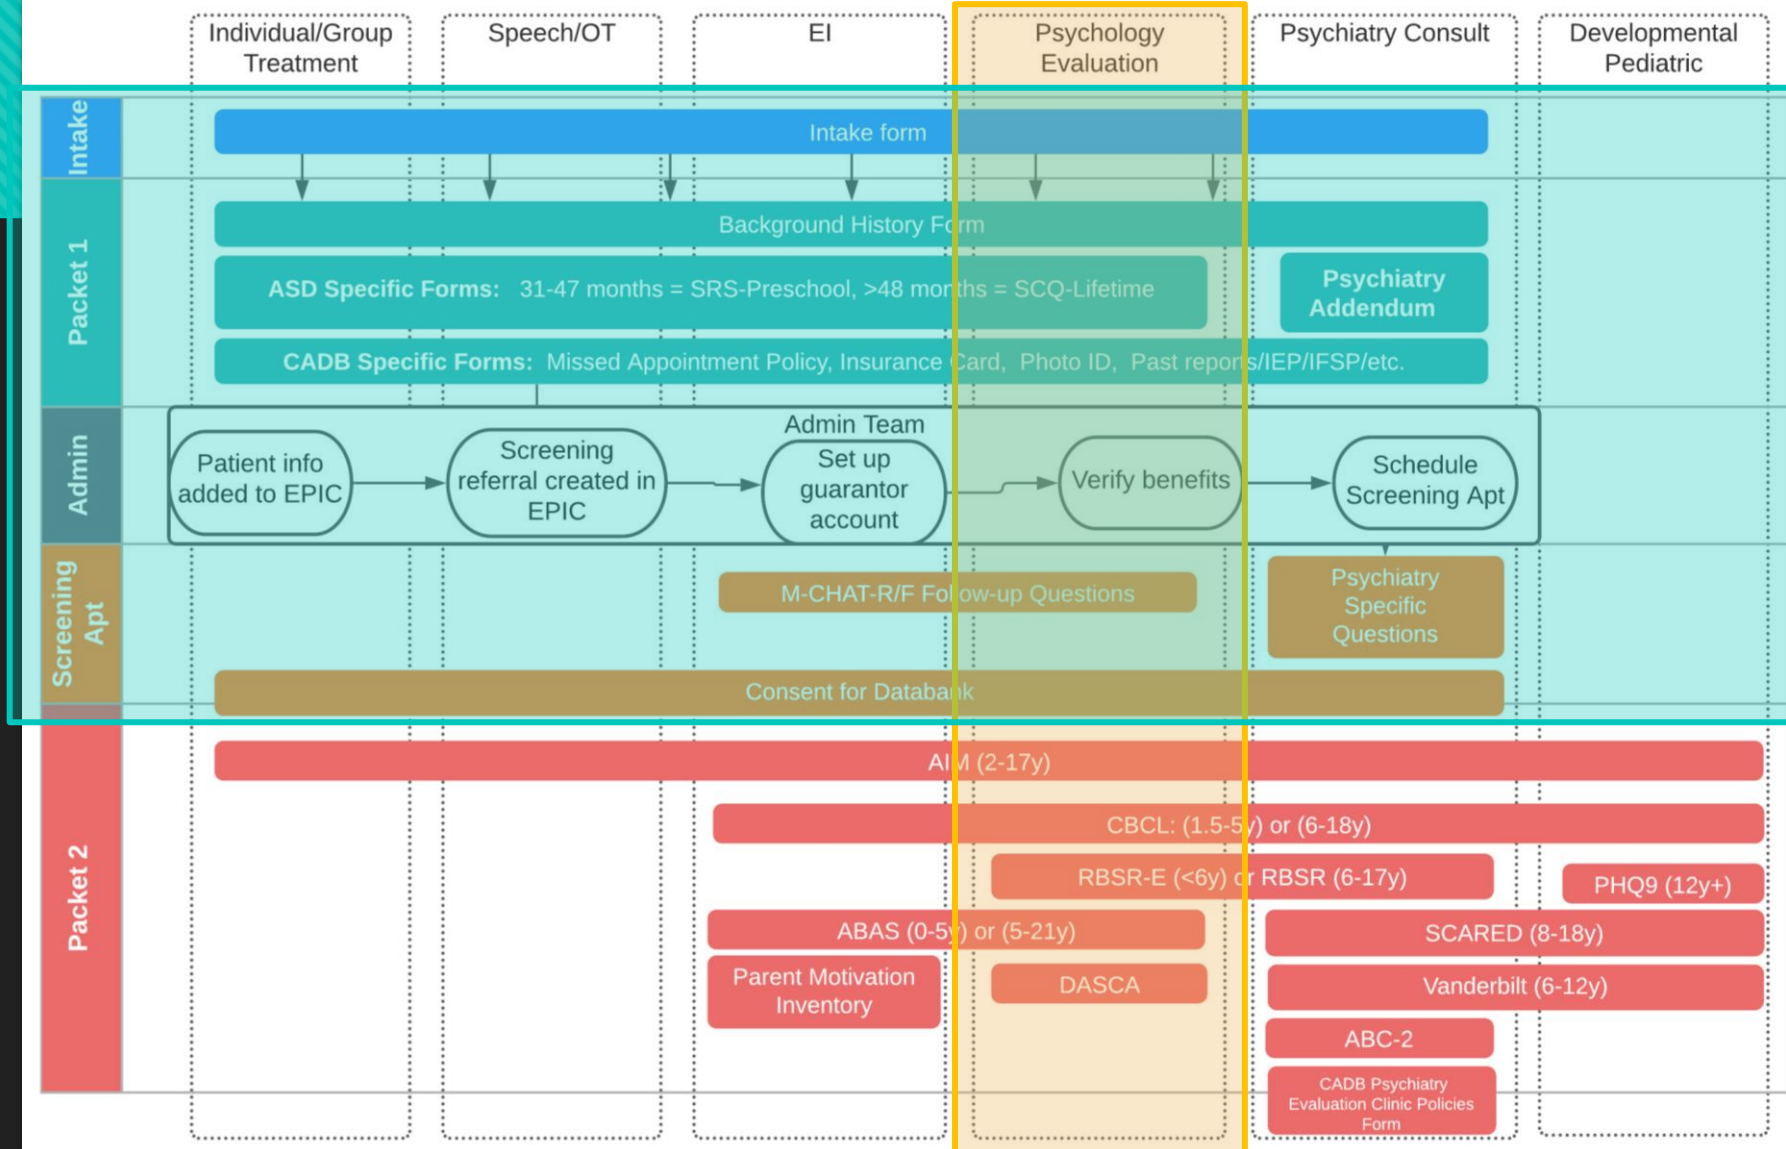 Individual/Group
Treatment
Speech/OT
EI
Psychology
Evaluation
Psychiatry Consult
Developmental
Pediatric
Intake
Intake form
Packet 1
Background History Form
ASD Specific Forms: 31-47 months = SRS-Preschool, >48 months = SCQ-Lifetime
Psychiatry
Addendum
CADB Specific Forms: Missed Appointment Policy, Insurance Card, Photo ID, Past reports/IEP/IFSP/etc.
Admin
Admin Team
Patient info
added to EPIC
Screening
referral created in
EPIC
Set up
guarantor
account
Verify benefits
Schedule
Screening Apt
Screening
Apt
M-CHAT-R/F Follow-up Questions
Psychiatry
Specific
Questions
Consent for Databank
Packet 2
AIM (2-17y)
CBCL: (1.5-5y) or (6-18y)
RBSR-E (<6y) or RBSR (6-17y)
PHQ9 (12y+)
ABAS (0-5y) or (5-21y)
SCARED (8-18y)
Parent Motivation
Inventory
DASCA
Vanderbilt (6-12y)
ABC-2
CADB Psychiatry
Evaluation Clinic Policies
Form